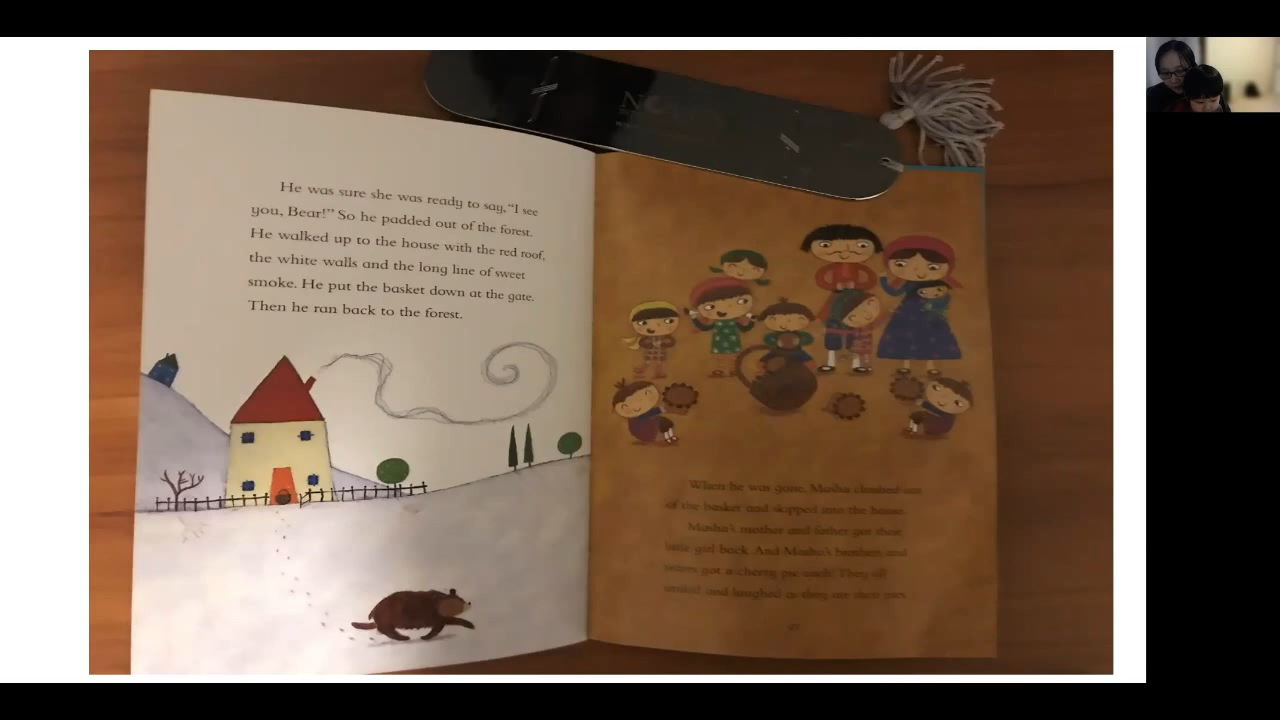 He was sure she was ready to say, “I see
you, Bear!” So he padded out of the forest.
He walked up to the house with the red roof,
the white walls and the long line of sweet
smoke. He put the basket down at the gate.
Then he ran back to the forest.
When he was gone, Masha climbed out
of the basket and skipped into the house.
Masha's mother and father got their
little girl back. And Masha's brothers and
sisters got a cherry pie each! They all
smiled and laughed as they ate their pies.